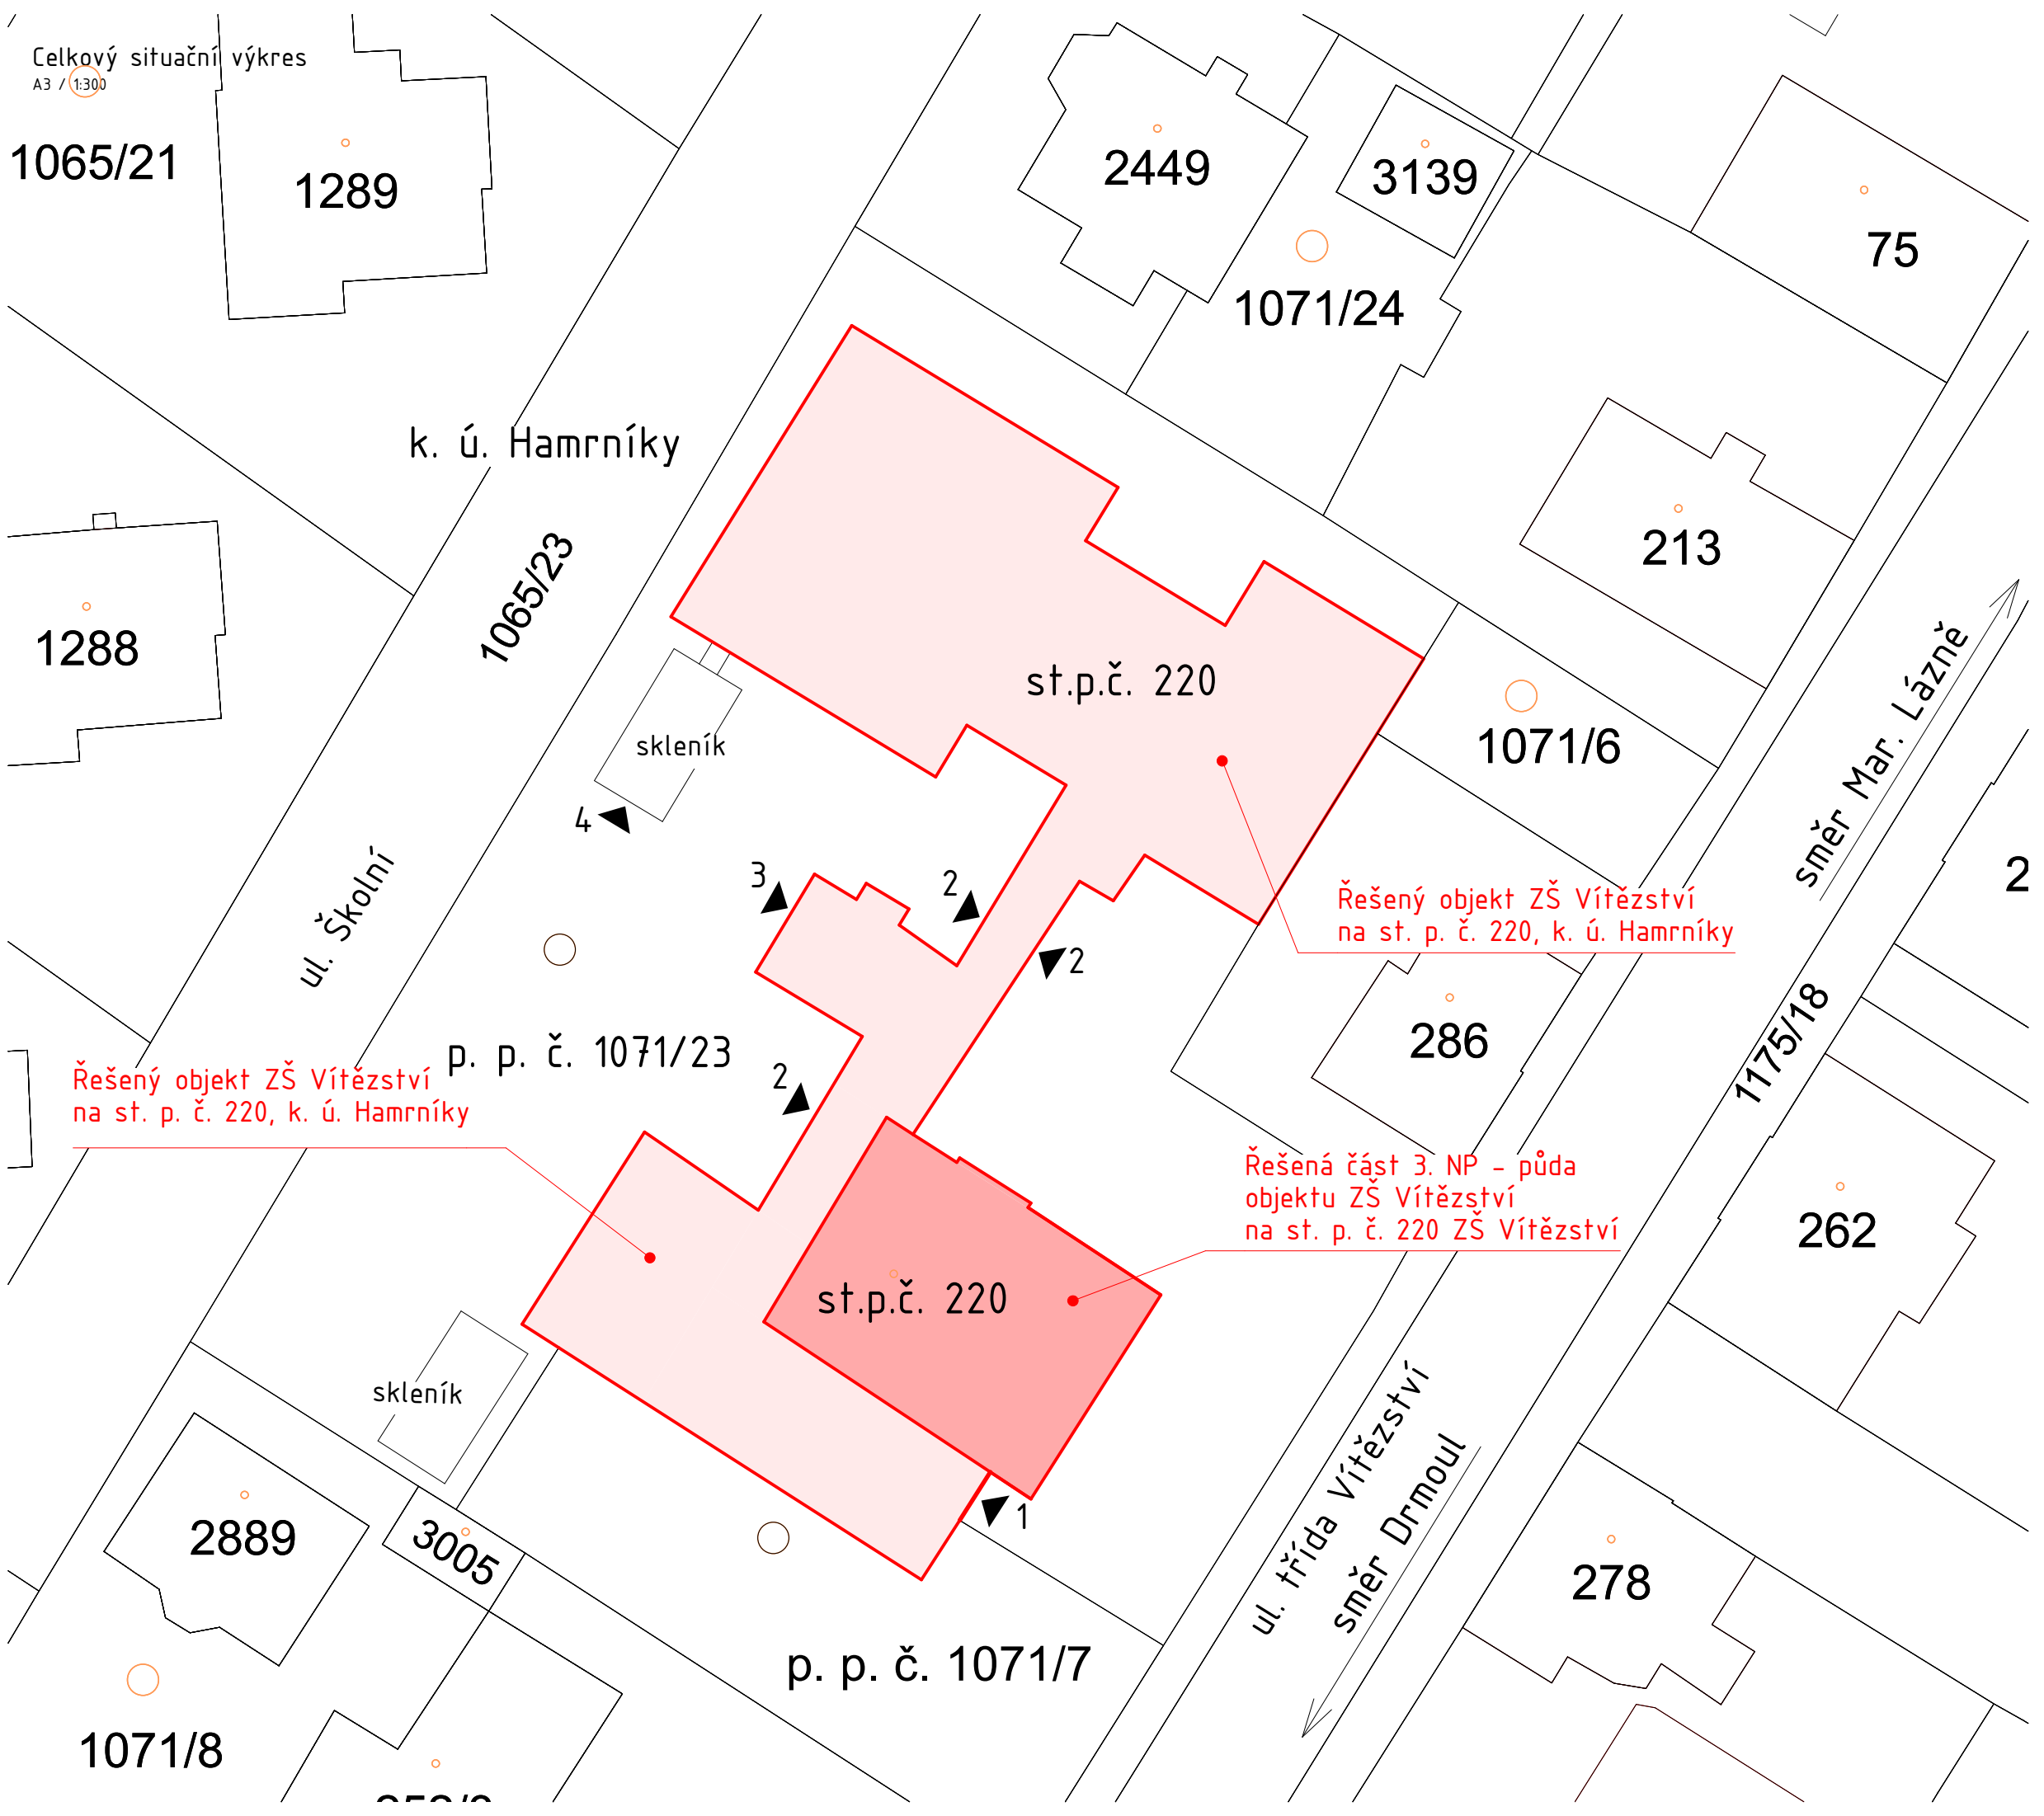 Celkový situační výkres
A3 / 1:300
1065/21
1289
2449
3139
75
1071/24
k. ú. Hamrníky
1065/23
213
1288
st.p.č. 220
směr Mar. Lázně
skleník
1071/6
4
3
2
2
ul. Školní
Řešený objekt ZŠ Vítězství
na st. p. č. 220, k. ú. Hamrníky
2
286
1175/18
p. p. č. 1071/23
Řešený objekt ZŠ Vítězství
na st. p. č. 220, k. ú. Hamrníky
2
Řešená část 3. NP - půda
objektu ZŠ Vítězství
na st. p. č. 220 ZŠ Vítězství
262
st.p.č. 220
skleník
ul. třída Vítězství
směr Drmoul
1
2889
3005
278
p. p. č. 1071/7
1071/8